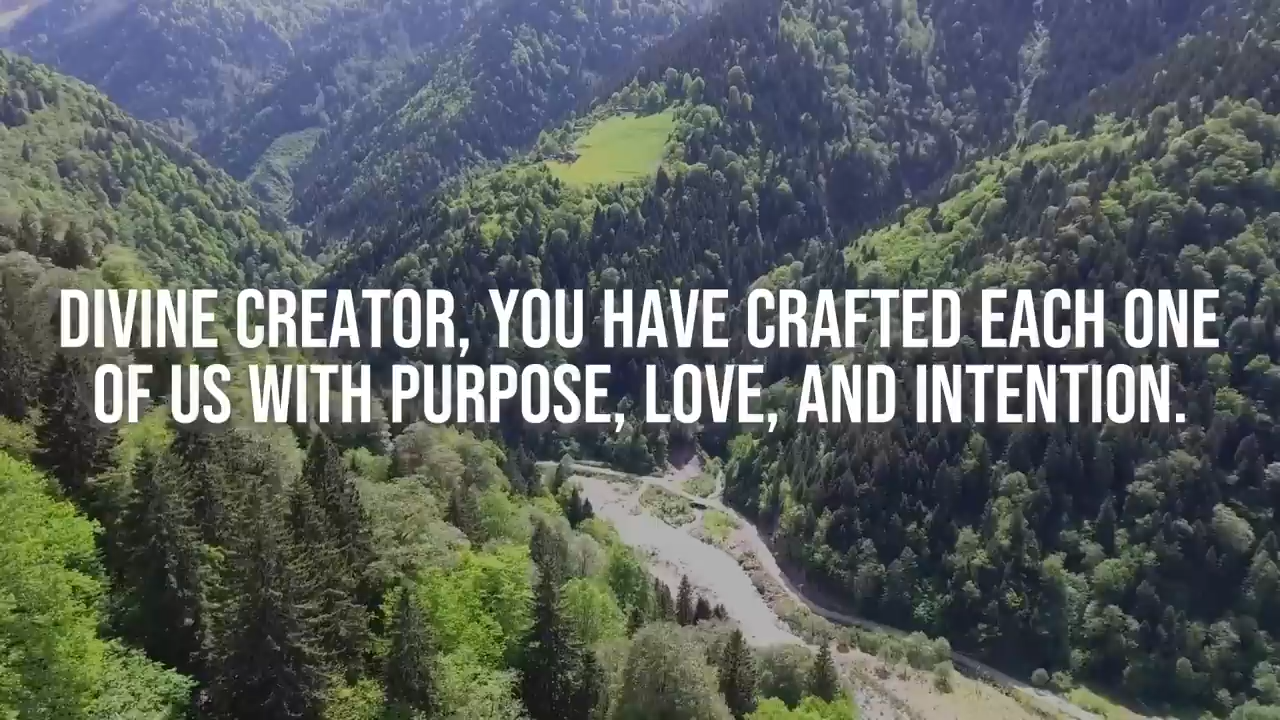 DIVINE CREATOR, YOU HAVE CRAFTED EACH ONE
OF US WITH PURPOSE, LOVE, AND INTENTION.